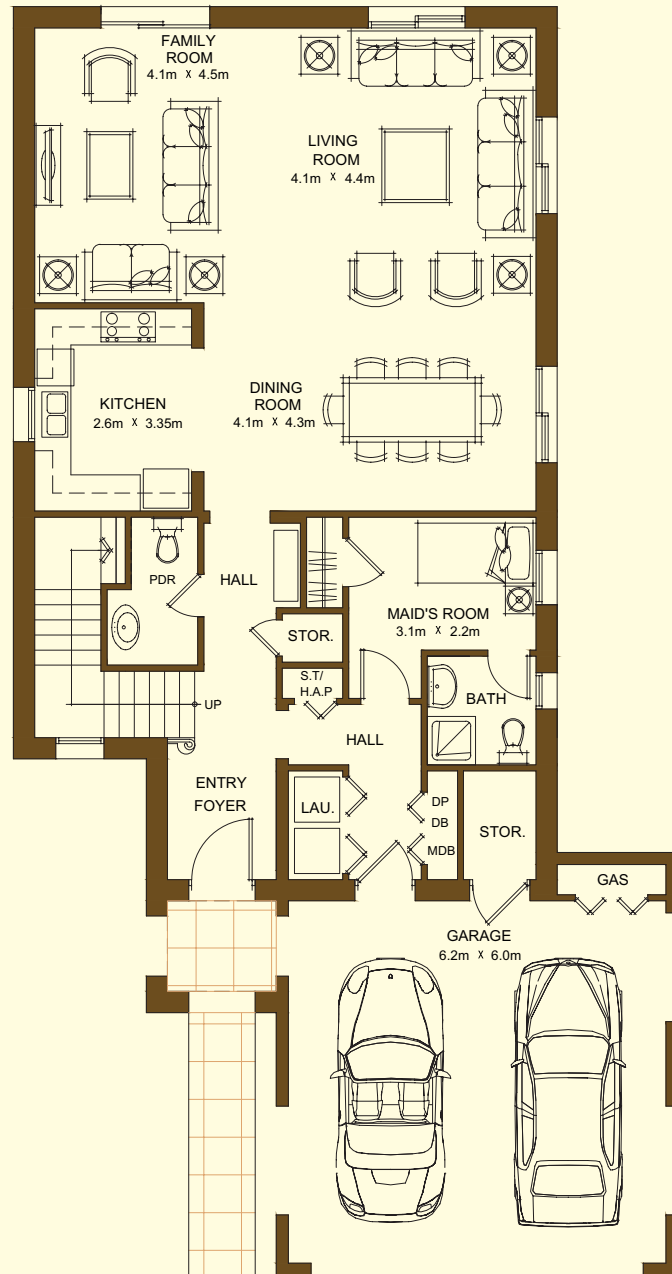 FAMILY
ROOM
4.1m X 4.5m
LIVING
ROOM
4.1m X 4.4m
KITCHEN
2.6m X 3.35m
DINING
ROOM
4.1m X 4.3m
PDR
HALL
STOR.
MAID'S ROOM
3.1m X 2.2m
S.T/
H.A.P
BATH
UP
HALL
ENTRY
FOYER
LAU.
DP
DB
MDB
STOR.
GAS
GARAGE
6.2m X 6.0m